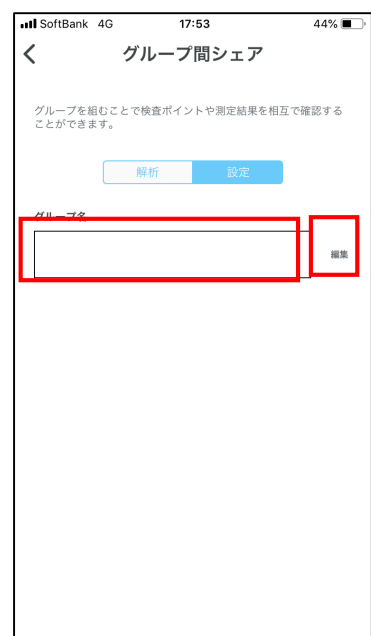 SoftBank 4G 17:53 44%
グループ間シェア
グループを組むことで検査ポイントや測定結果を相互で確認する
ことができます。
解析 設定
グループ名
編集